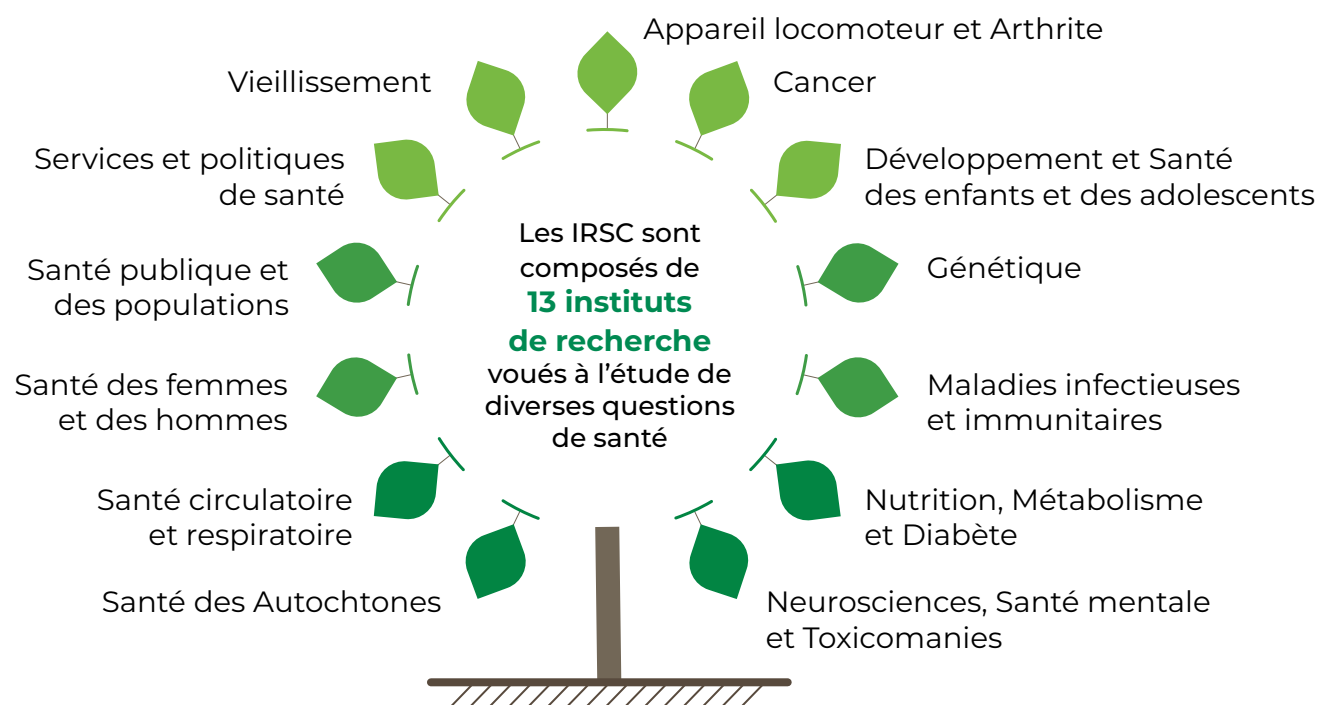 Appareil locomoteur et Arthrite
Cancer
Développement et Santé
des enfants et des adolescents
Génétique
Maladies infectieuses
et immunitaires
Nutrition, Métabolisme
et Diabète
Neurosciences, Santé mentale
et Toxicomanies
Santé des Autochtones
Santé circulatoire
et respiratoire
Santé des femmes
et des hommes
Santé publique et
des populations
Services et politiques
de santé
Vieillissement
Les IRSC sont
composés de
13 instituts
de recherche
voués à l’étude de
diverses questions
de santé